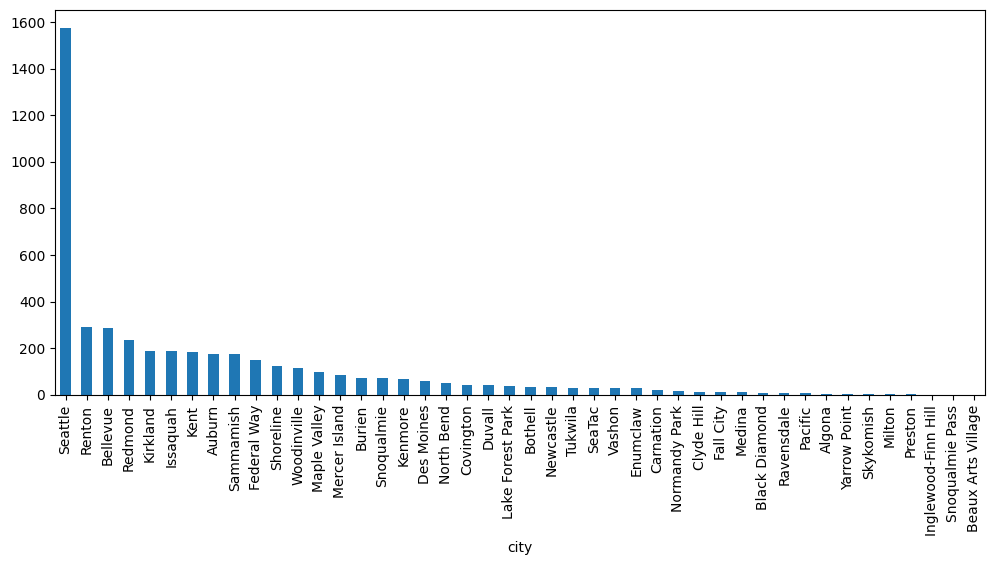 1600
1400
1200
1000
800
600
400
200
0
Seattle
Renton
Bellevue
Redmond
Kirkland
Issaquah
Kent
Auburn
Sammamish
Federal Way
Shoreline
Woodinville
Maple Valley
Mercer Island
Burien
Snoqualmie
Kenmore
Des Moines
North Bend
Covington
Duvall
Lake Forest Park
Bothell
Newcastle
Tukwila
SeaTac
Vashon
Enumclaw
Carnation
Normandy Park
Clyde Hill
Fall City
Medina
Black Diamond
Ravensdale
Pacific
Algona
Yarrow Point
Skykomish
Milton
Preston
Inglewood-Finn Hill
Snoqualmie Pass
Beaux Arts Village
city